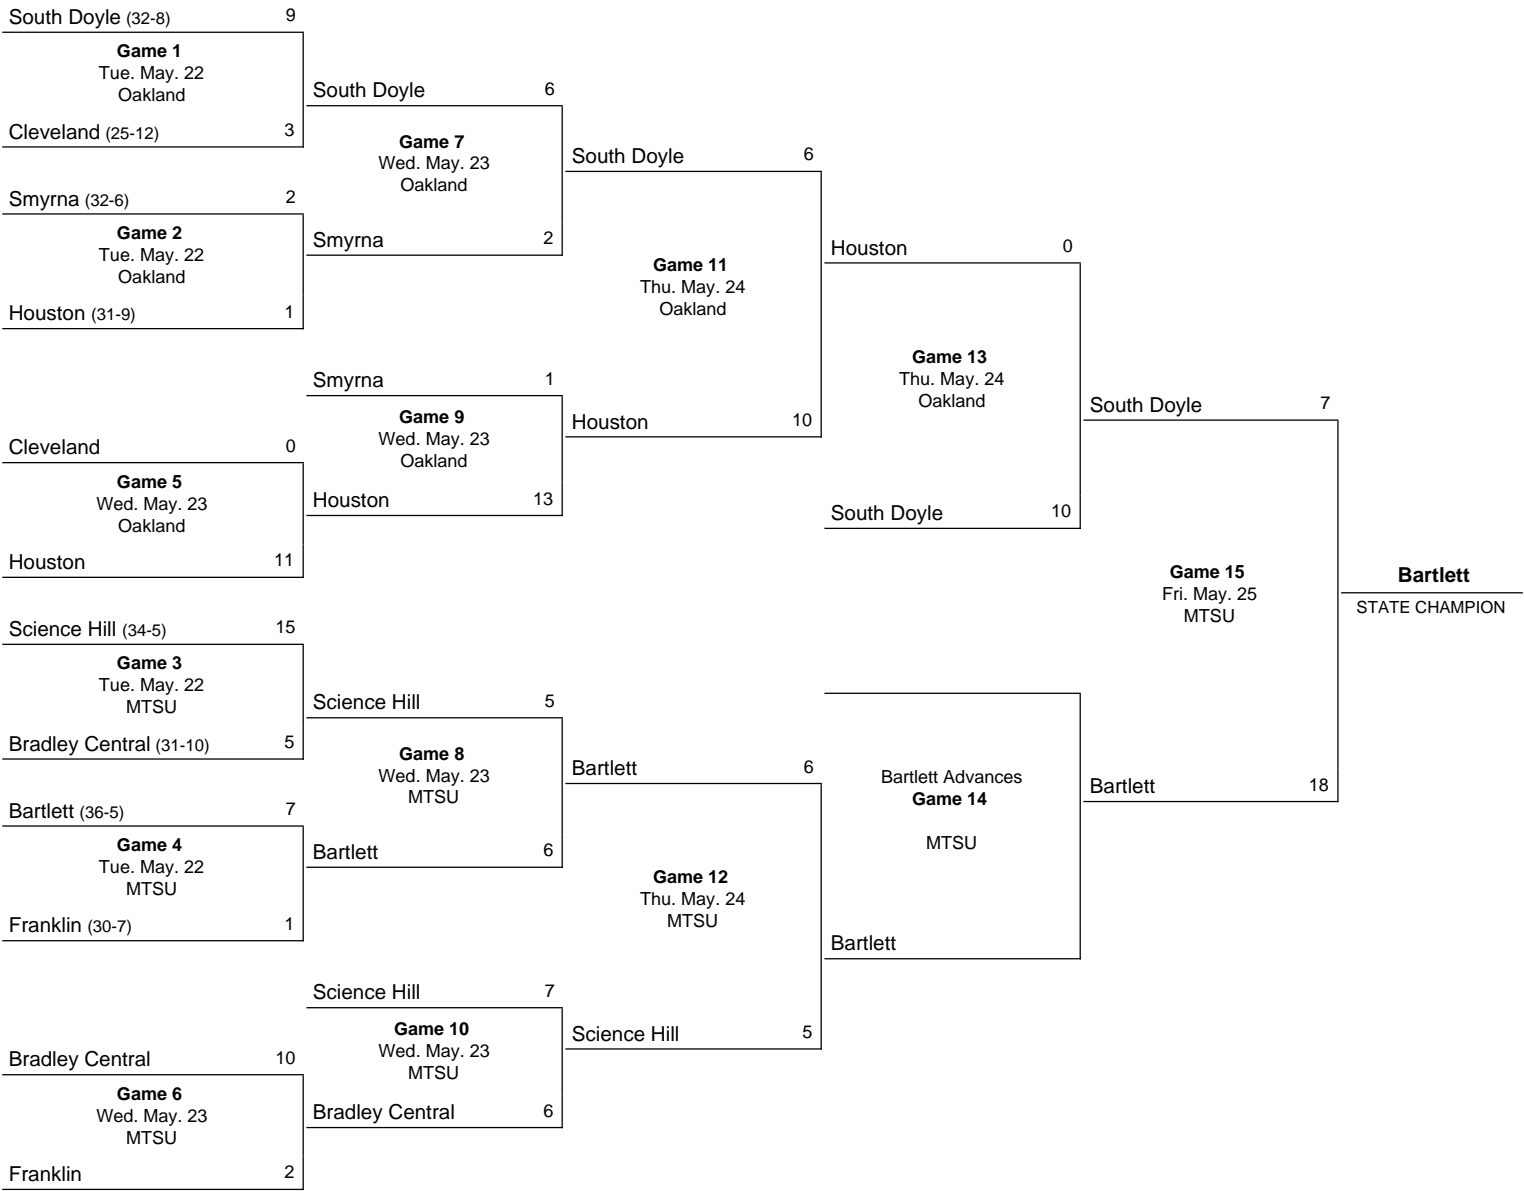 South Doyle (32-8) 9
Game 1
Tue. May. 22
Oakland
Cleveland (25-12) 3
Smyrna (32-6) 2
Game 2
Tue. May. 22
Oakland
Houston (31-9) 1
Cleveland 0
Game 5
Wed. May. 23
Oakland
Houston 11
Science Hill (34-5) 15
Game 3
Tue. May. 22
MTSU
Bradley Central (31-10) 5
Bartlett (36-5) 7
Game 4
Tue. May. 22
MTSU
Franklin (30-7) 1
Bradley Central 10
Game 6
Wed. May. 23
MTSU
Franklin 2
South Doyle 6
Game 7
Wed. May. 23
Oakland
Smyrna 2
Smyrna 1
Game 9
Wed. May. 23
Oakland
Houston 13
Science Hill 5
Game 8
Wed. May. 23
MTSU
Bartlett 6
Science Hill 7
Game 10
Wed. May. 23
MTSU
Bradley Central 6
South Doyle 6
Game 11
Thu. May. 24
Oakland
Houston 10
Bartlett 6
Game 12
Thu. May. 24
MTSU
Science Hill 5
Houston 0
Game 13
Thu. May. 24
Oakland
South Doyle 10
Bartlett Advances
Game 14
MTSU
Bartlett
South Doyle 7
Game 15
Fri. May. 25
MTSU
Bartlett 18
Bartlett
STATE CHAMPION